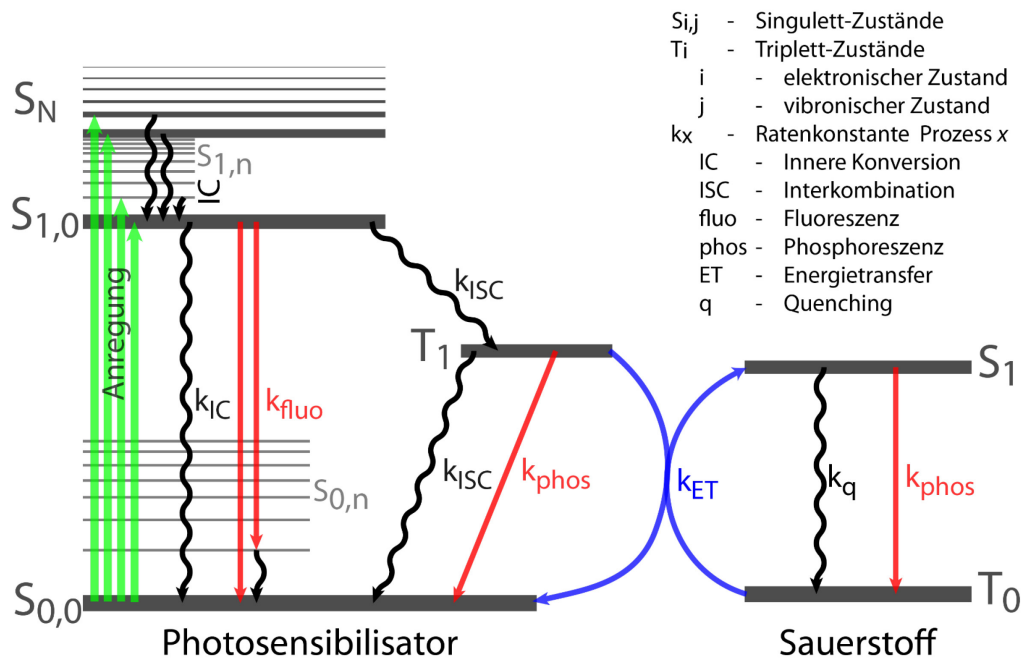 Si,j - Singulett-Zustände
Ti - Triplett-Zustände
i - elektronischer Zustand
j - vibronischer Zustand
kx - Ratenkonstante Prozess x
IC - Innere Konversion
ISC - Interkombination
fluo - Fluoreszenz
phos - Phosphoreszenz
ET - Energietransfer
q - Quenching
SN
S1,n
IC
S1,0
Anregung
kISC
T1
S1
kIC
kfluo
kISC
kphos
kET
kq
kphos
S0,n
S0,0
T0
Photosensibilisator
Sauerstoff